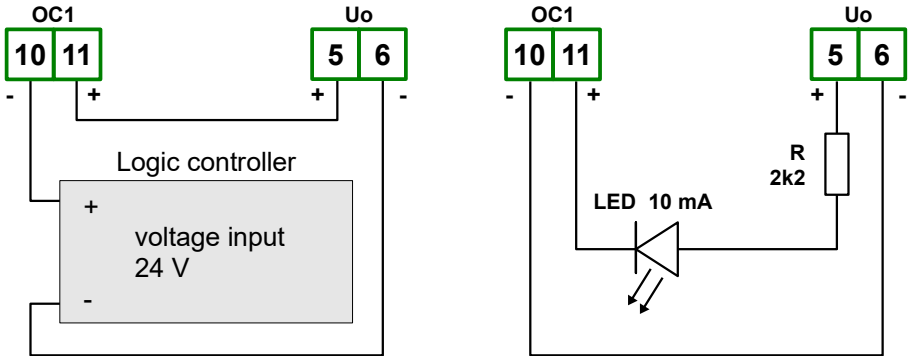 OC1
Uo
10 11
5 6
-
+
+
-
Logic controller
+
voltage input
24 V
-
OC1
Uo
10 11
5 6
-
+
+
-
R
2k2
LED 10 mA